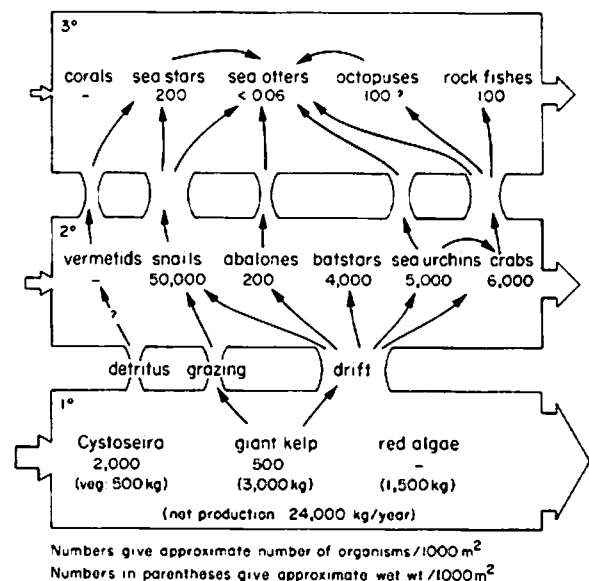 3°
corals sea stars sea otters octopuses rock fishes
- 200 <.006 100 ? 100
2°
vermetids snails abalones batstars sea urchins crabs
- 50,000 200 4,000 5,000 6,000
?
detritus grazing drift
1°
Cystoseira giant kelp red algae
2,000 500 -
(veg: 500 kg) (3,000 kg) (1,500 kg)
(net production 24,000 kg/year)
Numbers give approximate number of organisms/1000 m²
Numbers in parentheses give approximate wet wt/1000 m²